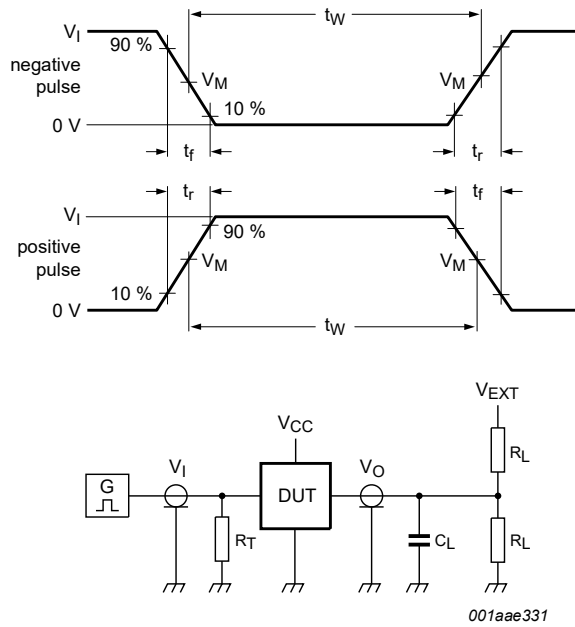 V_I
t_W
90 %
negative
pulse
V_M
V_M
10 %
0 V
t_f
t_r
t_r
t_f
V_I
90 %
positive
pulse
V_M
V_M
10 %
0 V
t_W
V_EXT
V_CC
R_L
V_I
V_O
G
DUT
R_T
C_L
R_L
001aae331